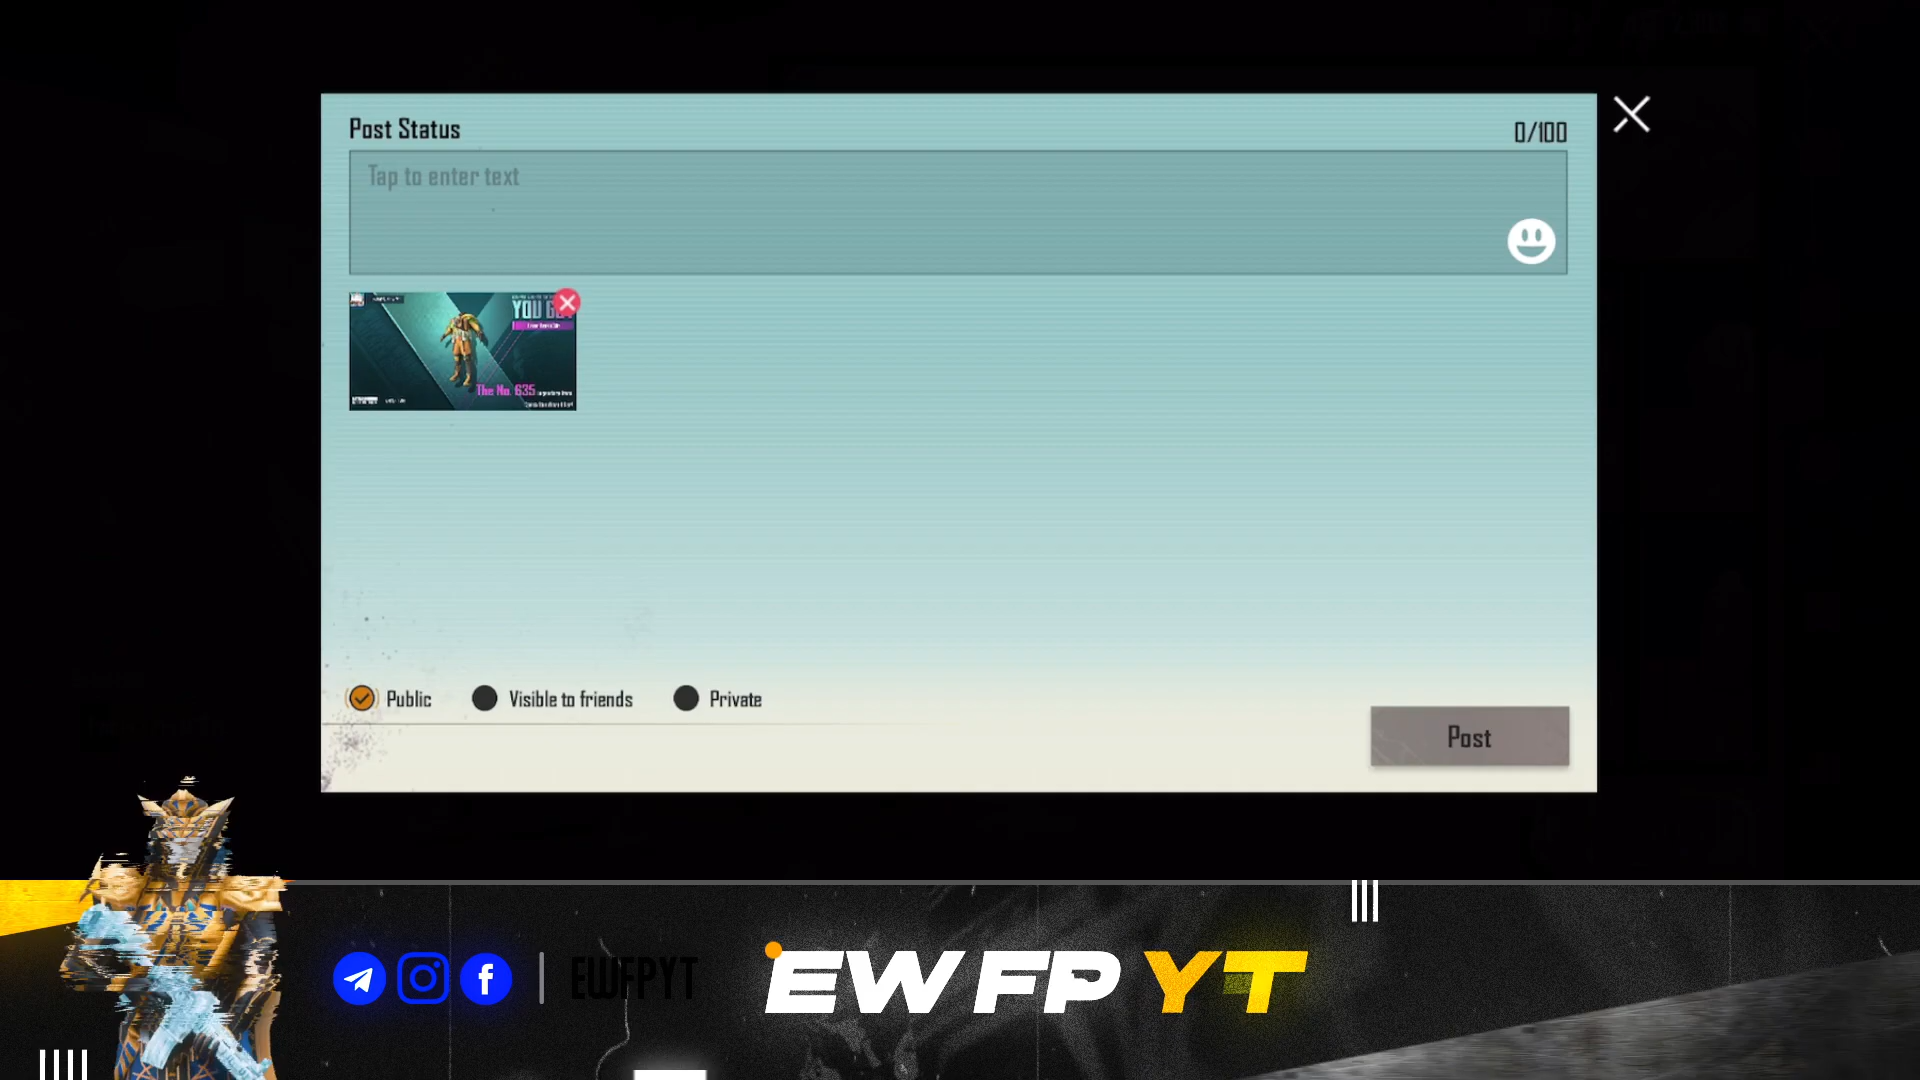 Post Status
0/100
Tap to enter text
YOU GO
The No. 635
Public
Visible to friends
Private
Post
EWFPYT
EWFP YT